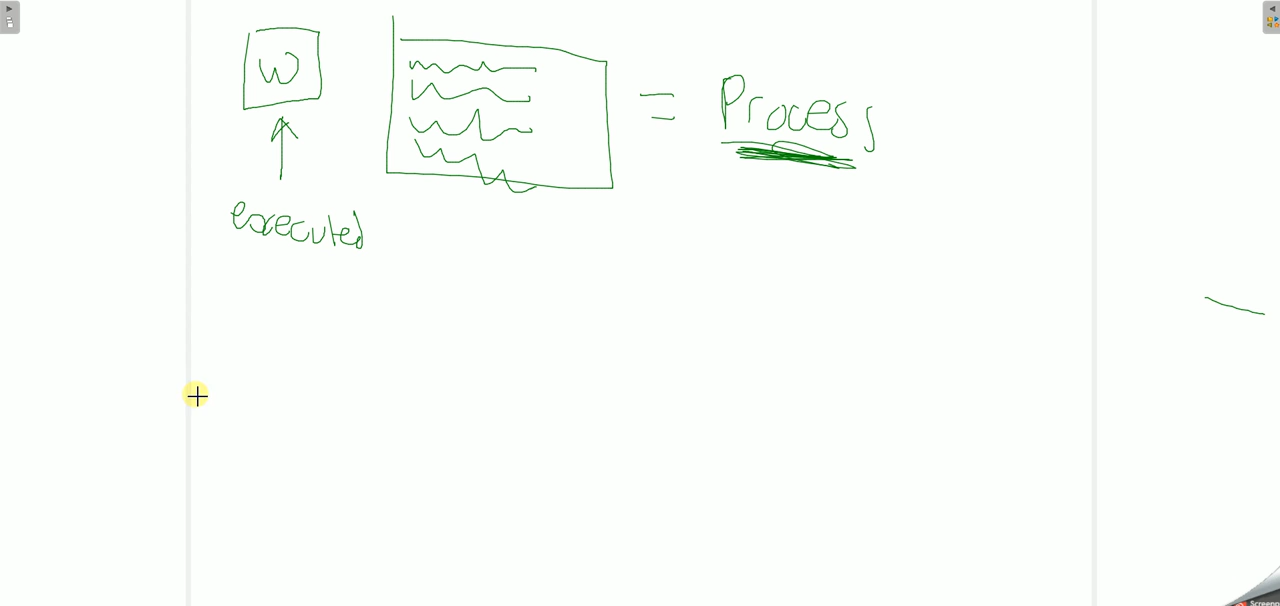 W
= Process
executed